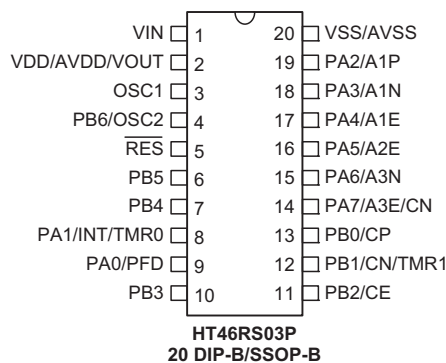 VIN 1 20 VSS/AVSS
VDD/AVDD/VOUT 2 19 PA2/A1P
OSC1 3 18 PA3/A1N
PB6/OSC2 4 17 PA4/A1E
RES 5 16 PA5/A2E
PB5 6 15 PA6/A3N
PB4 7 14 PA7/A3E/CN
PA1/INT/TMR0 8 13 PB0/CP
PA0/PFD 9 12 PB1/CN/TMR1
PB3 10 11 PB2/CE
HT46RS03P
20 DIP-B/SSOP-B